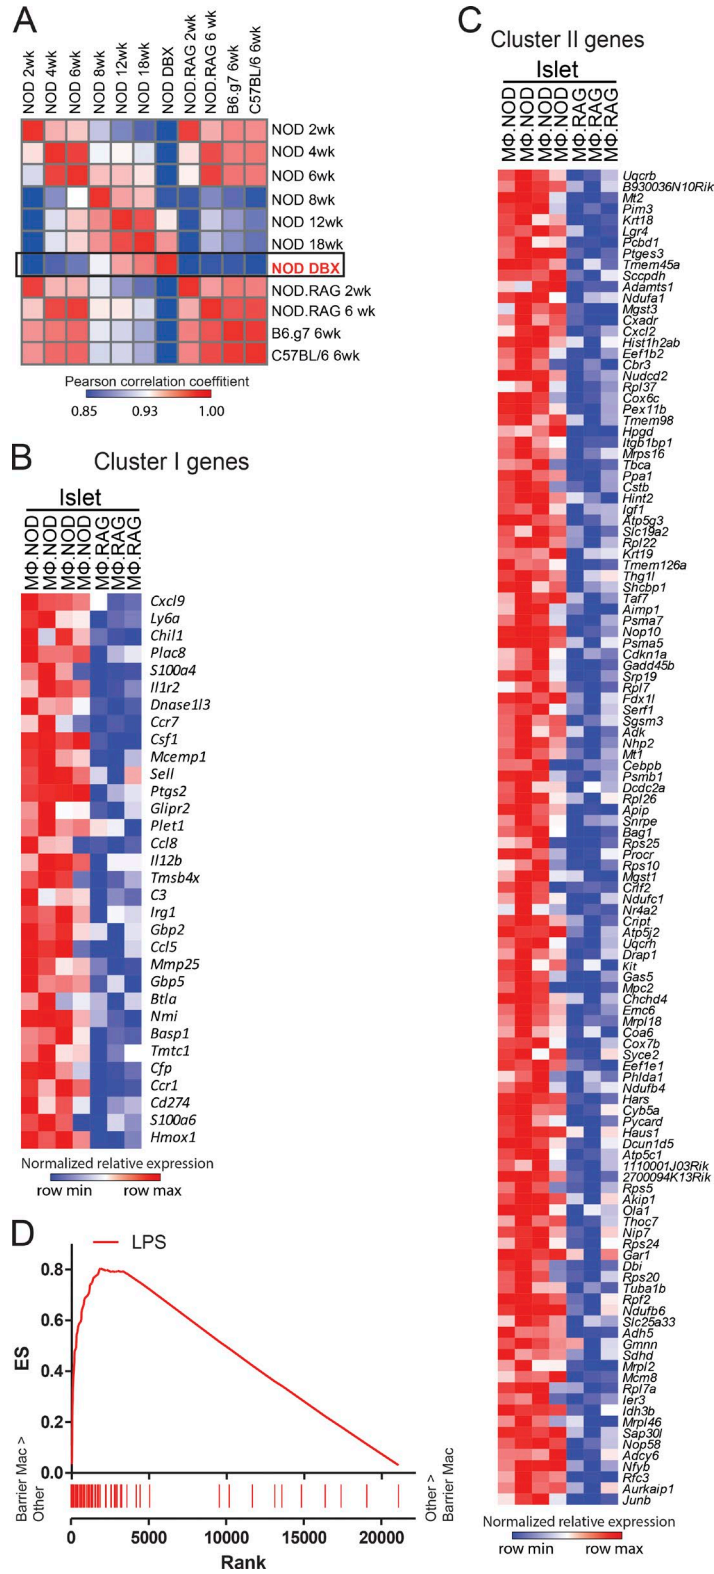 A
NOD 2wk
NOD 4wk
NOD 6wk
NOD 8wk
NOD 12wk
NOD 18wk
NOD DBX
NOD.RAG 2wk
NOD.RAG 6 wk
B6.g7 6wk
C57BL/6 6wk
NOD 2wk
NOD 4wk
NOD 6wk
NOD 8wk
NOD 12wk
NOD 18wk
NOD DBX
NOD.RAG 2wk
NOD.RAG 6 wk
B6.g7 6wk
C57BL/6 6wk
Pearson correlation coeffitient
0.85 0.93 1.00
B
Cluster I genes
Islet
MΦ.NOD
MΦ.NOD
MΦ.NOD
MΦ.NOD
MΦ.RAG
MΦ.RAG
MΦ.RAG
Cxcl9
Ly6a
Chil1
Plac8
S100a4
Il1r2
Dnase1l3
Ccr7
Csf1
Mcemp1
Sell
Ptgs2
Glipr2
Plet1
Ccl8
Il12b
Tmsb4x
C3
Irg1
Gbp2
Ccl5
Mmp25
Gbp5
Btla
Nmi
Basp1
Tmtc1
Cfp
Ccr1
Cd274
S100a6
Hmox1
Normalized relative expression
row min row max
C
Cluster II genes
Islet
MΦ.NOD
MΦ.NOD
MΦ.NOD
MΦ.NOD
MΦ.RAG
MΦ.RAG
MΦ.RAG
Uqcrb
B930036N10Rik
Mt2
Pim3
Krt18
Lgr4
Pcbd1
Ptges3
Tmem45a
Sccpdh
Adamts1
Ndufa1
Mgst3
Cxadr
Cxcl2
Hist1h2ab
Eef1b2
Cbr3
Nudcd2
Rpl37
Cox6c
Pex11b
Tmem98
Hpgd
Itgb1bp1
Mrps16
Tbca
Ppa1
Cstb
Hint2
Igf1
Atp5g3
Slc19a2
Rpl22
Krt19
Tmem126a
Thg1l
Shcbp1
Taf7
Aimp1
Psma7
Nop10
Psma5
Cdkn1a
Gadd45b
Srp19
Rpl7
Fdx1l
Serf1
Sgsm3
Adk
Nhp2
Mt1
Cebpb
Psmb1
Dcdc2a
Rpl26
Apip
Snrpe
Bag1
Rps25
Procr
Rps10
Mgst1
Crlf2
Ndufc1
Nr4a2
Cript
Atp5j2
Uqcrh
Drap1
Kit
Gas5
Mpc2
Chchd4
Emc6
Mrpl18
Coa6
Cox7b
Syce2
Eef1e1
Phlda1
Ndufb4
Hars
Cyb5a
Pycard
Haus1
Dcun1d5
Atp5c1
1110001J03Rik
2700094K13Rik
Rps5
Akip1
Ola1
Thoc7
Nip7
Rps24
Gar1
Dbi
Rps20
Tuba1b
Rpf2
Ndufb6
Slc25a33
Adh5
Gmnn
Sdhd
Mrpl2
Mcm8
Rpl7a
Ier3
Idh3b
Mrpl46
Sap30l
Nop58
Adcy6
Nfyb
Rfc3
Aurkaip1
Junb
Normalized relative expression
row min row max
D
LPS
ES
0.8
0.6
0.4
0.2
0.0
Barrier Mac >
Other
Other >
Barrier Mac
0 5000 10000 15000 20000
Rank